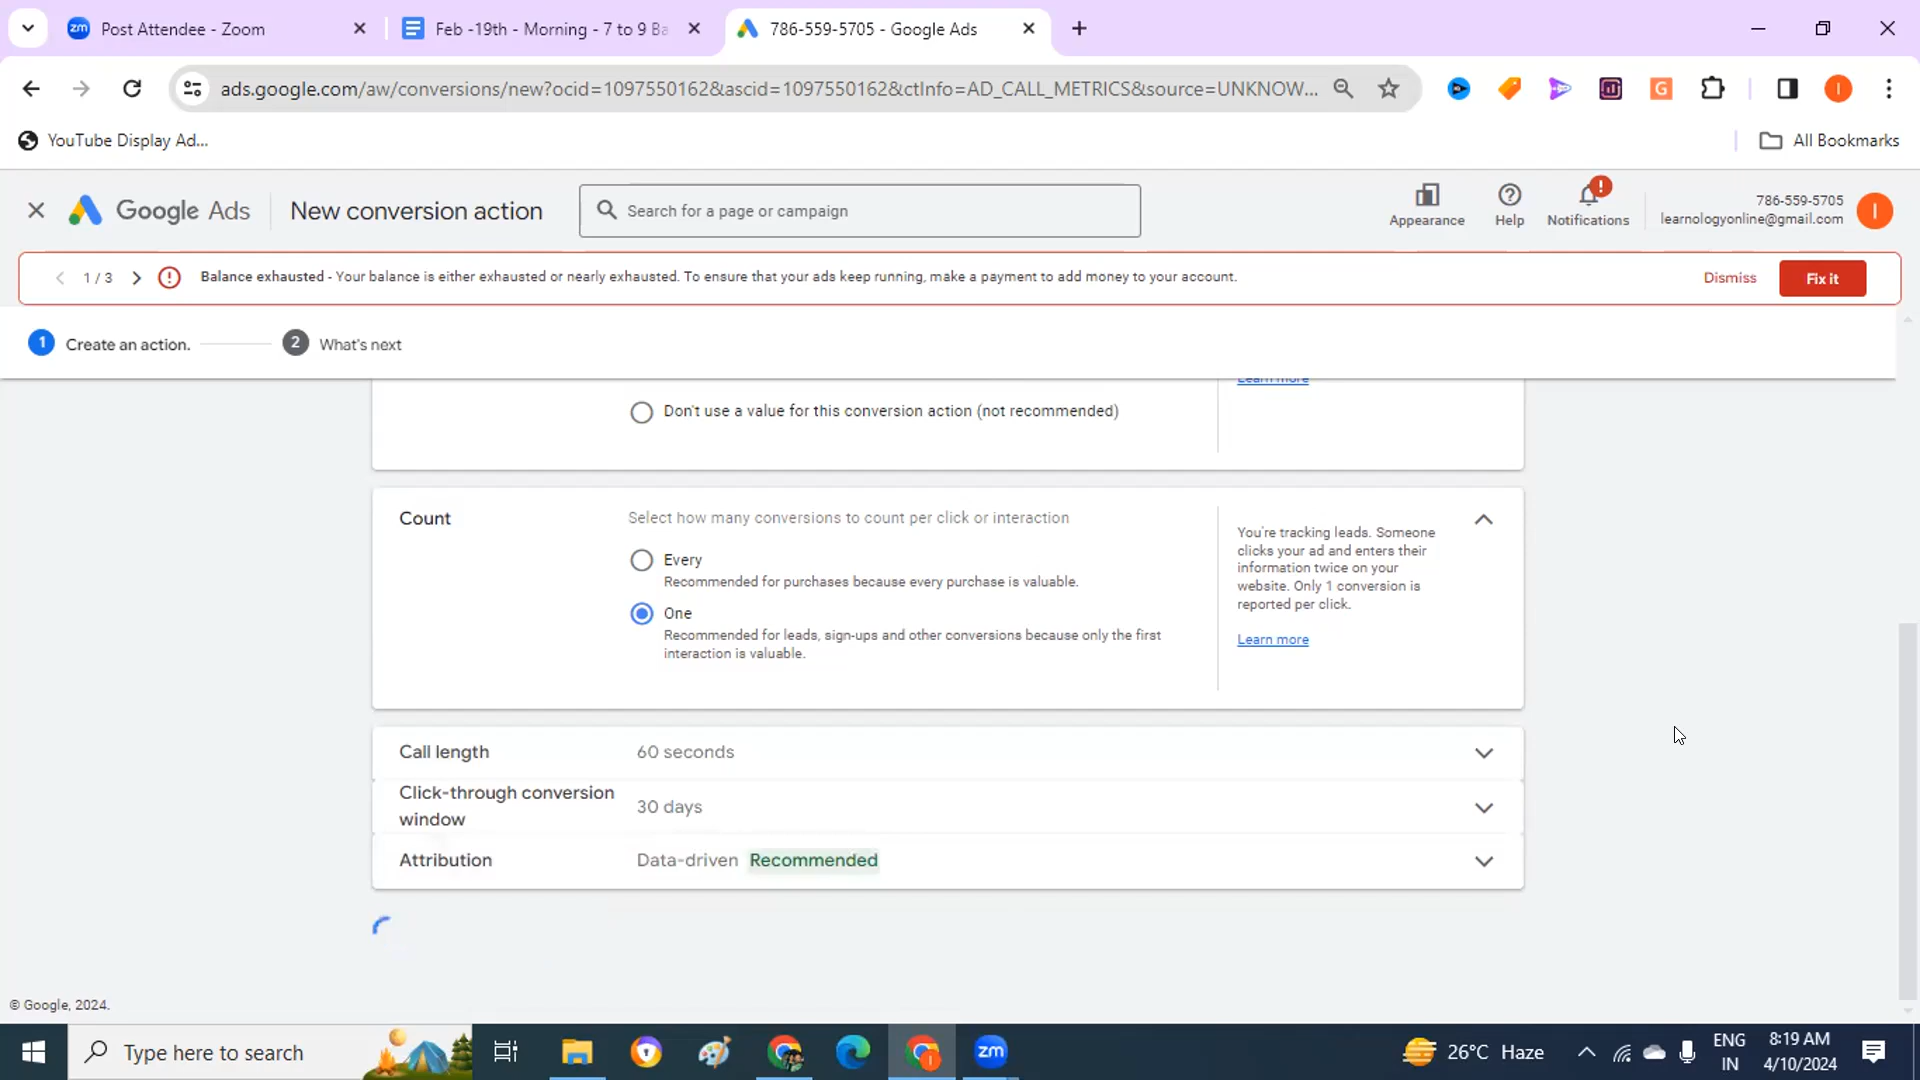 Post Attendee - Zoom
Feb -19th - Morning - 7 to 9 Ba
786-559-5705 - Google Ads
ads.google.com/aw/conversions/new?ocid=1097550162&ascid=1097550162&ctInfo=AD_CALL_METRICS&source=UNKNOW...
YouTube Display Ad...
All Bookmarks
Google Ads
New conversion action
Search for a page or campaign
Appearance
Help
Notifications
786-559-5705
learnologyonline@gmail.com
I
1 / 3
Balance exhausted - Your balance is either exhausted or nearly exhausted. To ensure that your ads keep running, make a payment to add money to your account.
Dismiss
Fix it
1 Create an action.
2 What's next
Learn more
Don't use a value for this conversion action (not recommended)
Count
Select how many conversions to count per click or interaction
Every
Recommended for purchases because every purchase is valuable.
One
Recommended for leads, sign-ups and other conversions because only the first
interaction is valuable.
You're tracking leads. Someone
clicks your ad and enters their
information twice on your
website. Only 1 conversion is
reported per click.
Learn more
Call length
60 seconds
Click-through conversion
window
30 days
Attribution
Data-driven Recommended
© Google, 2024.
Type here to search
zm
26°C Haze
ENG
IN
8:19 AM
4/10/2024